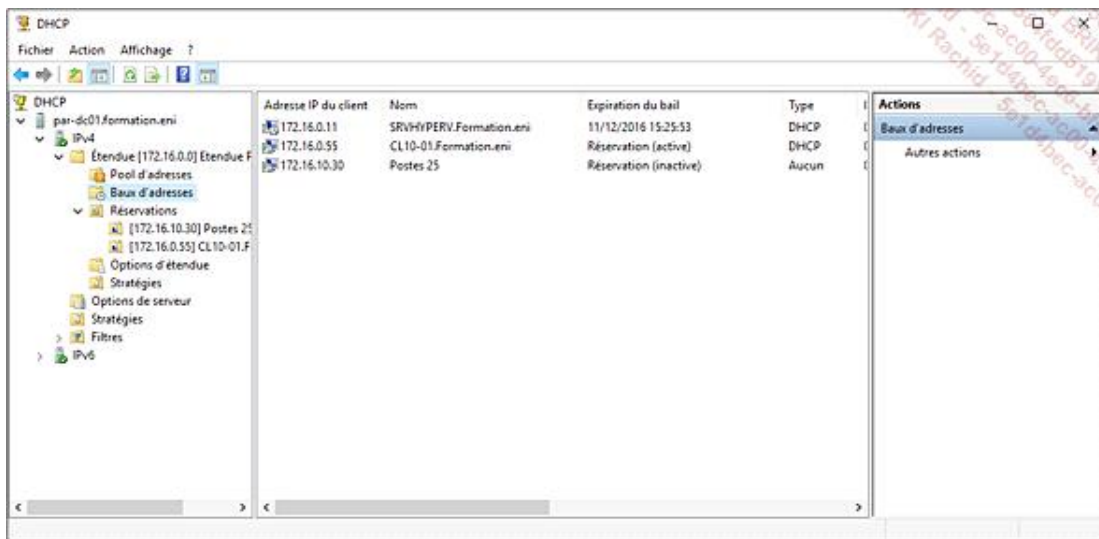 DHCP
Fichier Action Affichage ?
DHCP
par-dc01.formation.eni
IPv4
Étendue [172.16.0.0] Etendue F
Pool d'adresses
Baux d'adresses
Réservations
[172.16.10.30] Postes 25
[172.16.0.55] CL10-01.F
Options d'étendue
Stratégies
Options de serveur
Stratégies
Filtres
IPv6
Adresse IP du client Nom Expiration du bail Type
172.16.0.11 SRVHYPERV.Formation.eni 11/12/2016 15:25:53 DHCP
172.16.0.55 CL10-01.Formation.eni Réservation (active) DHCP
172.16.10.30 Postes 25 Réservation (inactive) Aucun
Actions
Baux d'adresses
Autres actions